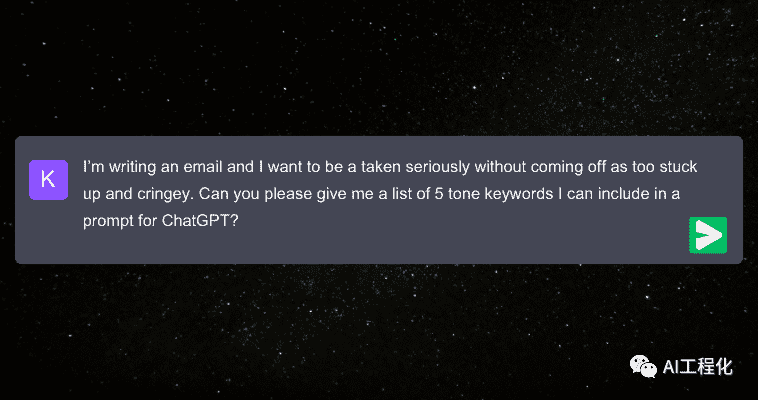 K
I'm writing an email and I want to be a taken seriously without coming off as too stuck
up and cringey. Can you please give me a list of 5 tone keywords I can include in a
prompt for ChatGPT?
AI工程化